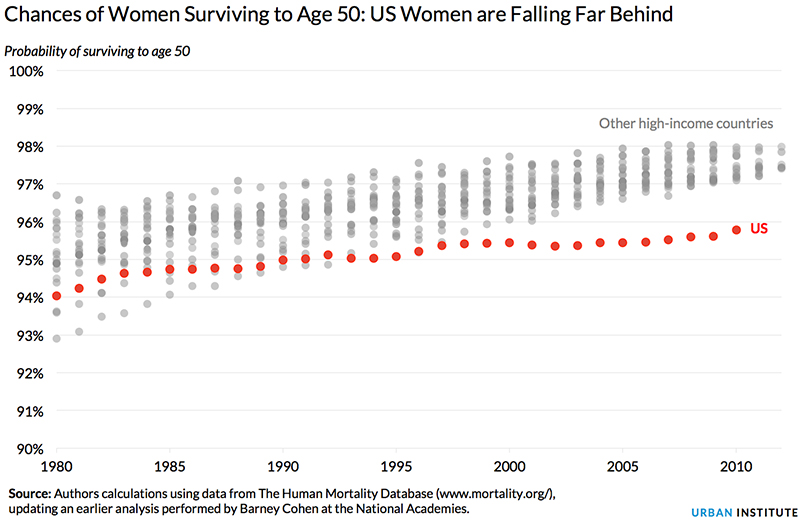 Chances of Women Surviving to Age 50: US Women are Falling Far Behind
Probability of surviving to age 50
100%
99%
Other high-income countries
98%
97%
96%
US
95%
94%
93%
92%
91%
90%
1980 1985 1990 1995 2000 2005 2010
Source: Authors calculations using data from The Human Mortality Database (www.mortality.org/),
updating an earlier analysis performed by Barney Cohen at the National Academies.
URBAN INSTITUTE